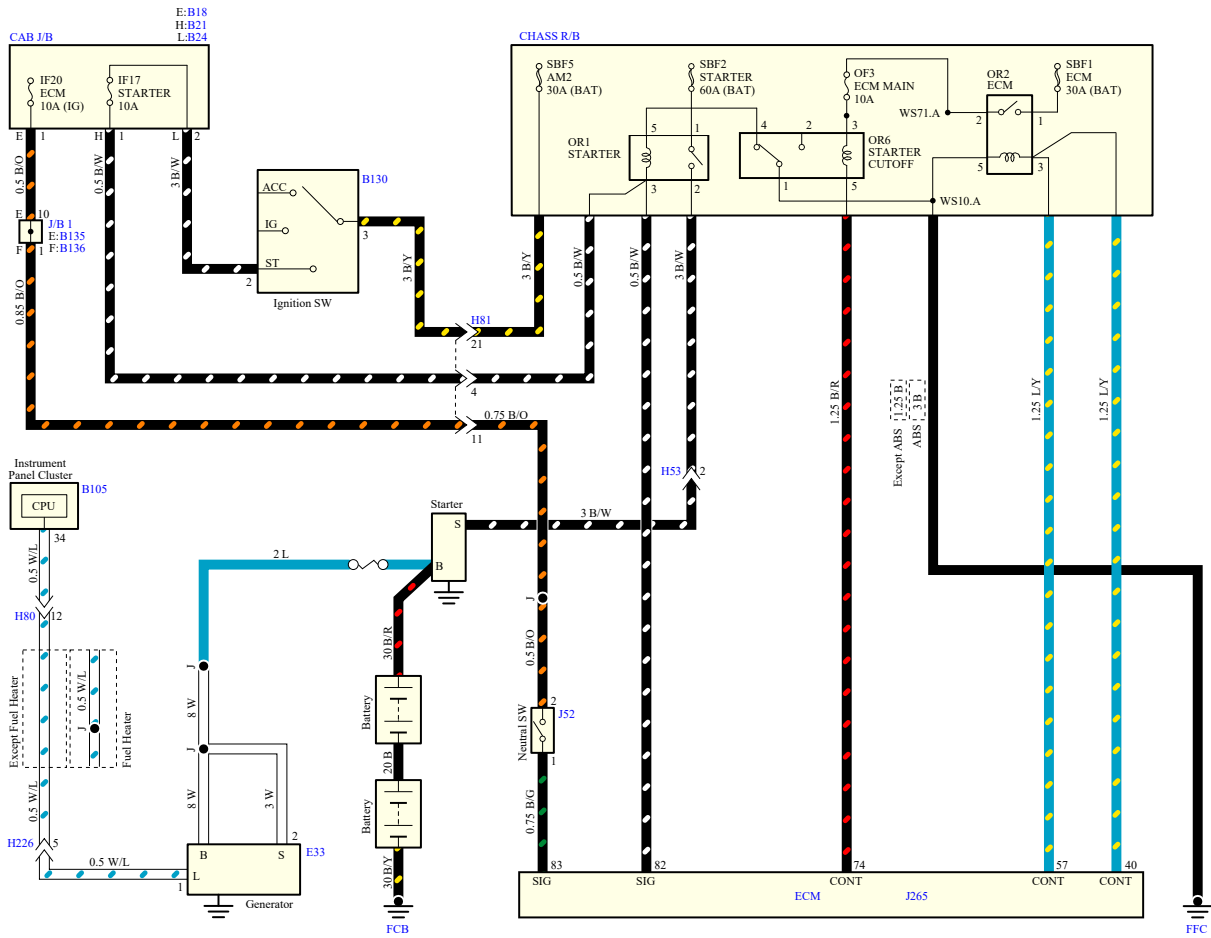 E:B18
H:B21
L:B24
CAB J/B
CHASS R/B
IF20
ECM
10A (IG)
IF17
STARTER
10A
SBF5
AM2
30A (BAT)
SBF2
STARTER
60A (BAT)
OF3
ECM MAIN
10A
OR2
ECM
SBF1
ECM
30A (BAT)
WS71.A
2
1
5
3
OR1
STARTER
5
1
3
2
4
2
3
1
5
OR6
STARTER
CUTOFF
WS10.A
E
1
H
1
L
2
0.5 B/O
0.5 B/W
3 B/W
E
10
J/B 1
E:B135
F:B136
F
1
B130
ACC
IG
ST
3
2
Ignition SW
0.85 B/O
3 B/Y
3 B/Y
0.5 B/W
0.5 B/W
3 B/W
H81
21
4
0.75 B/O
11
1.25 B/R
Except ABS
1.25 B
ABS
3 B
1.25 L/Y
1.25 L/Y
Instrument
Panel Cluster
B105
CPU
34
0.5 W/L
H80
12
Starter
S
B
3 B/W
H53
2
2 L
J
0.5 B/O
30 B/R
J
Except Fuel Heater
0.5 W/L
J
Fuel Heater
8 W
J
Battery
2
J52
Neutral SW
1
20 B
8 W
3 W
Battery
0.5 W/L
0.75 B/G
H226
5
2
E33
B
S
L
0.5 W/L
1
Generator
30 B/Y
FCB
83
82
74
57
40
SIG
SIG
CONT
CONT
CONT
ECM
J265
FFC